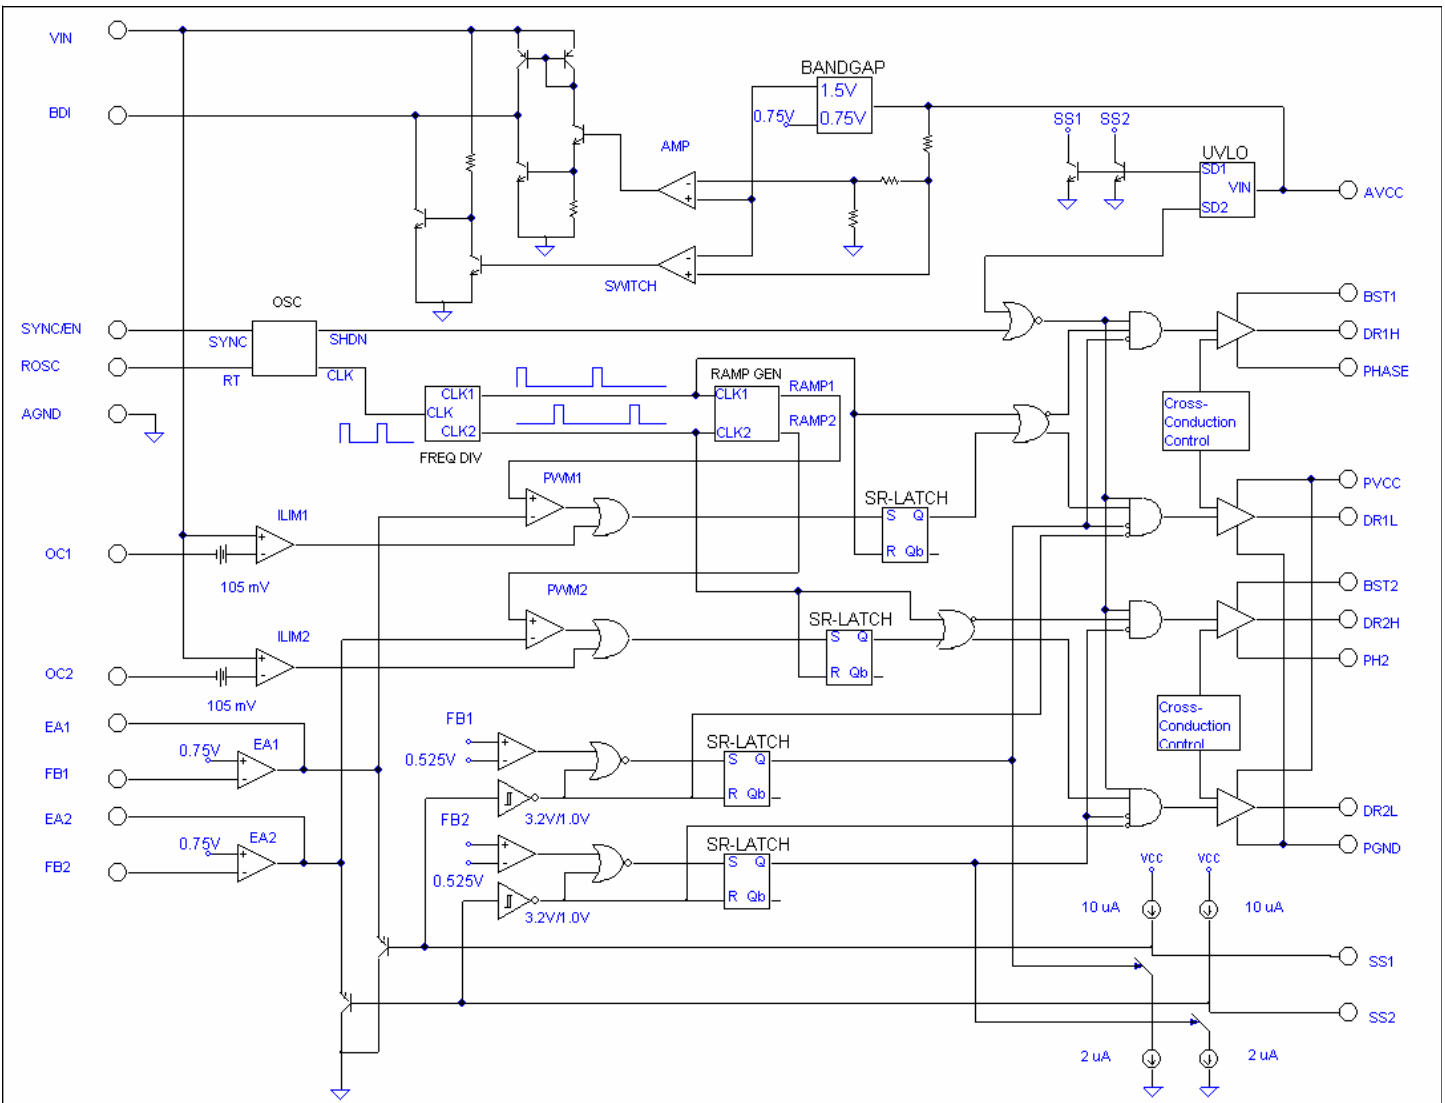 VIN
BANDGAP
1.5V
BDI
0.75V
0.75V
SS1
SS2
AMP
UVLO
SD1
VIN
AVCC
SD2
SWITCH
-
+
-
+
OSC
BST1
SYNC/EN
SYNC
SHDN
DR1H
ROSC
RT
CLK
RAMP GEN
RAMP1
PHASE
CLK1
CLK1
AGND
CLK
CLK2
CLK2
RAMP2
Cross-
Conduction
Control
FREQ DIV
PWM1
PVCC
+
-
SR-LATCH
S Q
ILIM1
DR1L
+
-
OC1
R Qb
105 mV
PWM2
BST2
+
-
SR-LATCH
S Q
DR2H
ILIM2
+
-
OC2
R Qb
PH2
105 mV
EA1
FB1
Cross-
Conduction
Control
0.75V
EA1
+
-
+
-
0.525V
SR-LATCH
S Q
FB1
R Qb
EA2
3.2V/1.0V
FB2
DR2L
0.75V
EA2
+
-
+
-
SR-LATCH
S Q
PGND
FB2
0.525V
R Qb
3.2V/1.0V
VCC
VCC
10 uA
10 uA
SS1
SS2
2 uA
2 uA